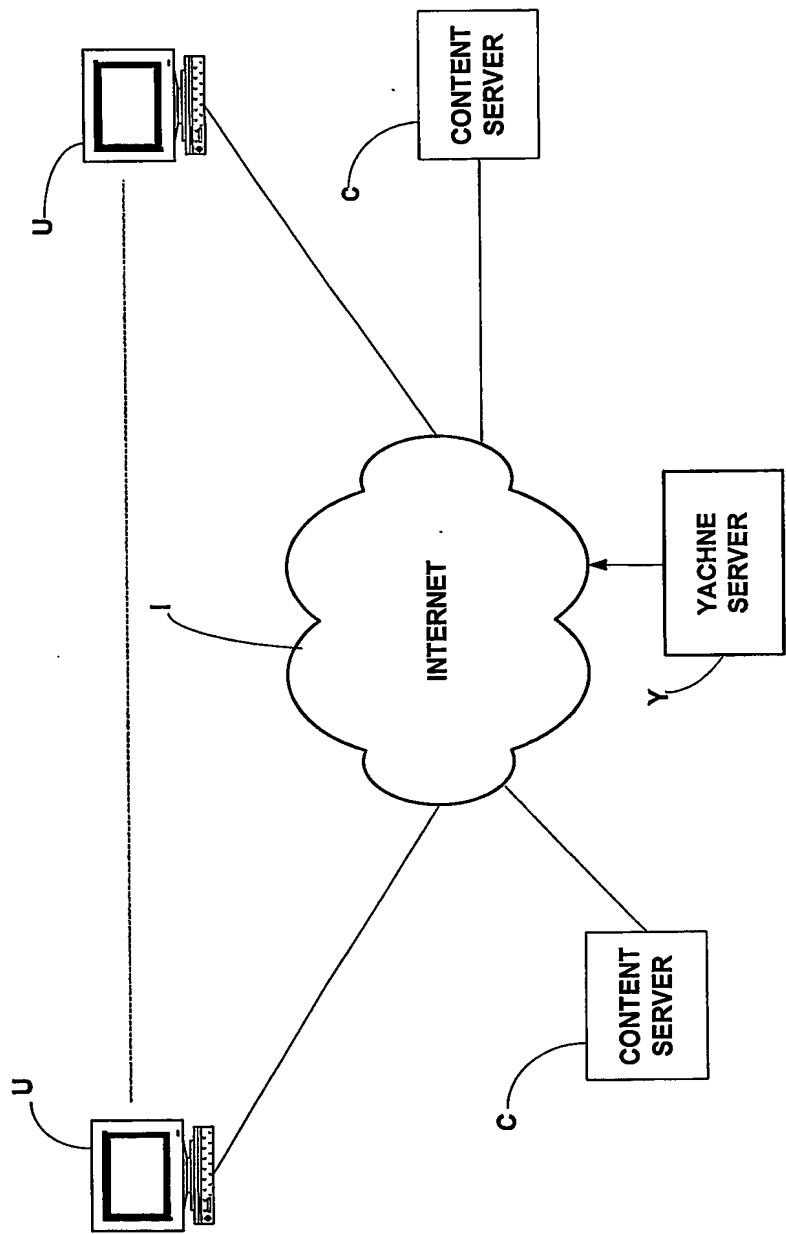 U
U
I
C
INTERNET
CONTENT
SERVER
C
CONTENT
SERVER
Y
YACHNE
SERVER